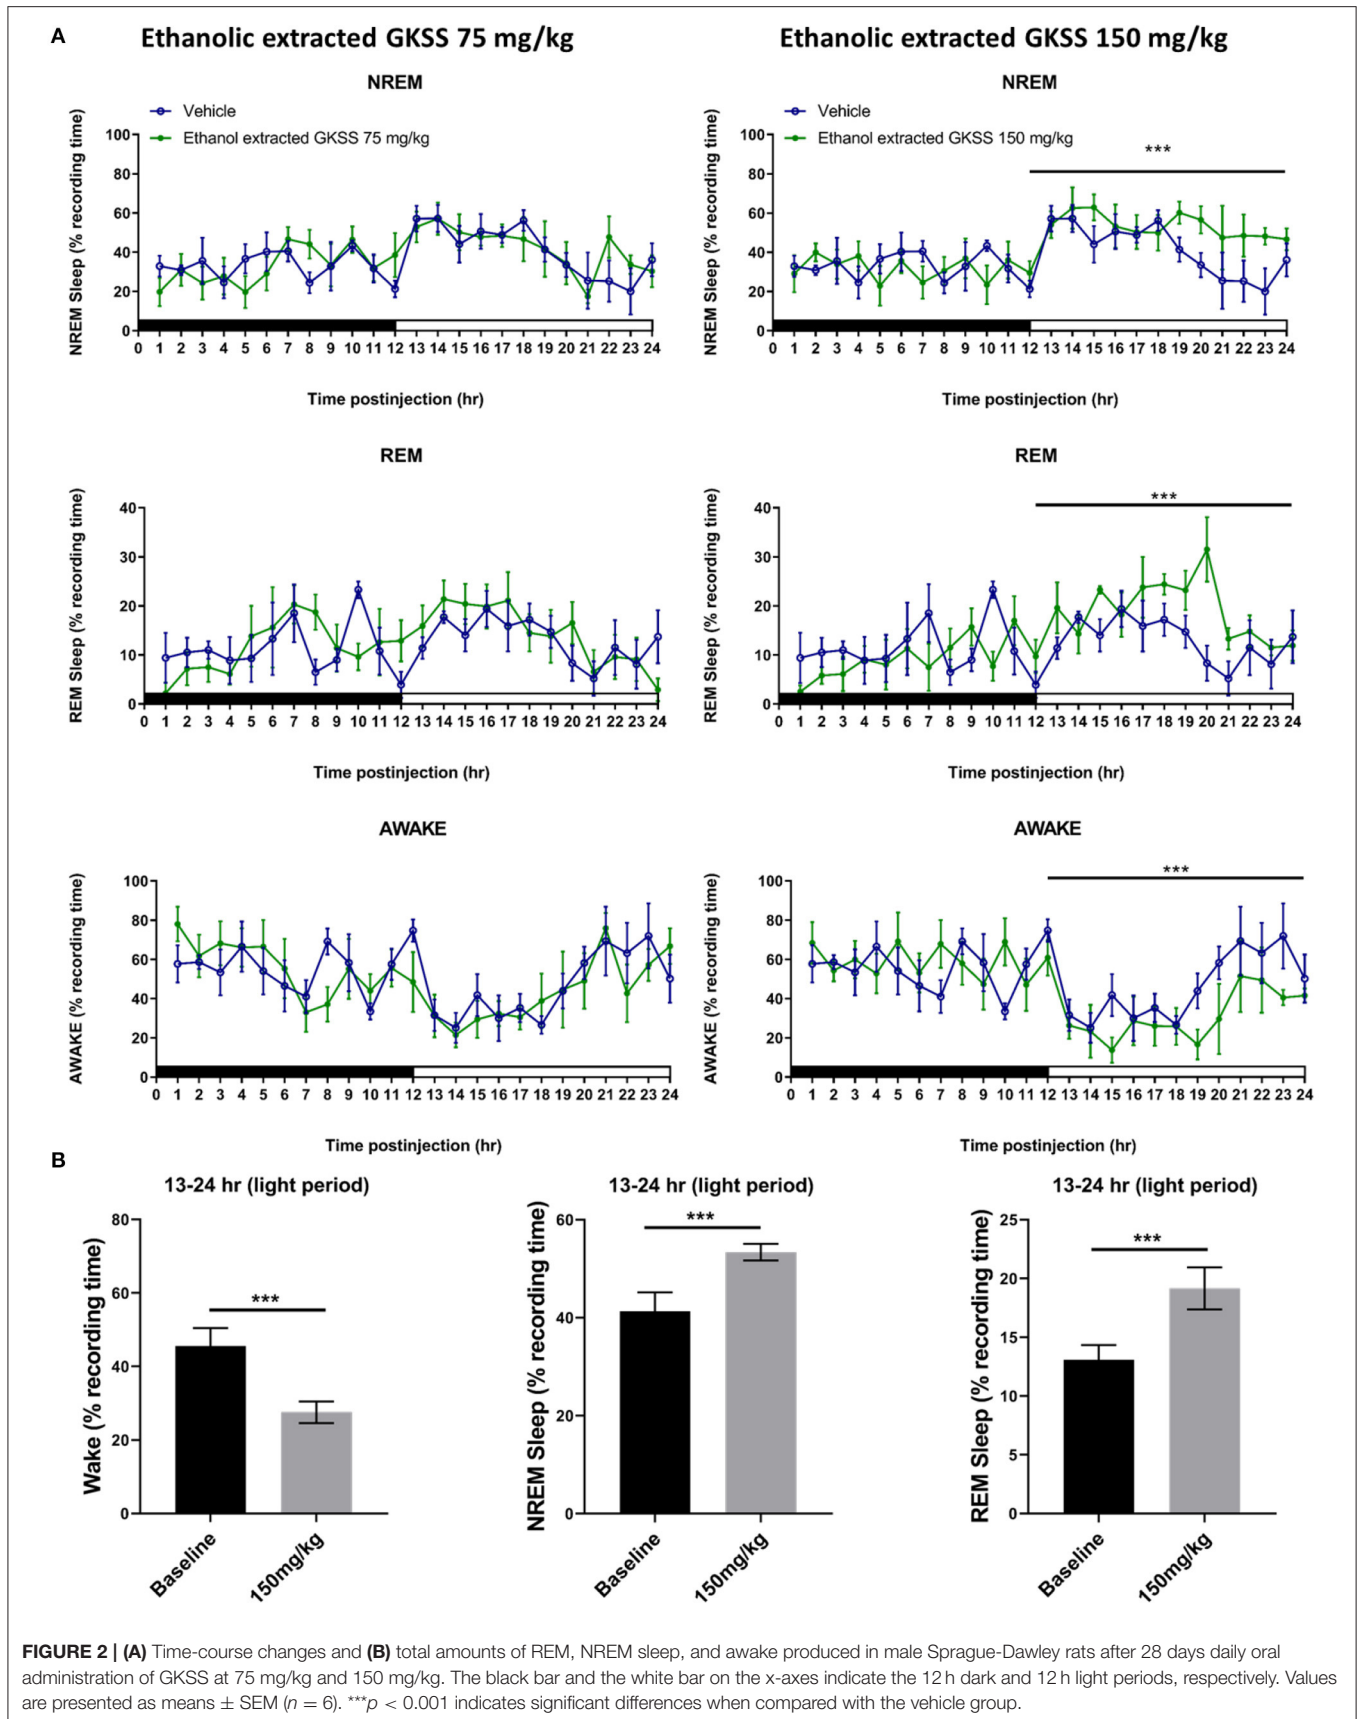 A
Ethanolic extracted GKSS 75 mg/kg
Ethanolic extracted GKSS 150 mg/kg
NREM
Vehicle
Ethanol extracted GKSS 75 mg/kg
NREM Sleep (% recording time)
100
80
60
40
20
0
0 1 2 3 4 5 6 7 8 9 10 11 12 13 14 15 16 17 18 19 20 21 22 23 24
Time postinjection (hr)
NREM
Vehicle
Ethanol extracted GKSS 150 mg/kg
***
NREM Sleep (% recording time)
100
80
60
40
20
0
0 1 2 3 4 5 6 7 8 9 10 11 12 13 14 15 16 17 18 19 20 21 22 23 24
Time postinjection (hr)
REM
REM Sleep (% recording time)
40
30
20
10
0
0 1 2 3 4 5 6 7 8 9 10 11 12 13 14 15 16 17 18 19 20 21 22 23 24
Time postinjection (hr)
REM
***
REM Sleep (% recording time)
40
30
20
10
0
0 1 2 3 4 5 6 7 8 9 10 11 12 13 14 15 16 17 18 19 20 21 22 23 24
Time postinjection (hr)
AWAKE
AWAKE (% recording time)
100
80
60
40
20
0
0 1 2 3 4 5 6 7 8 9 10 11 12 13 14 15 16 17 18 19 20 21 22 23 24
Time postinjection (hr)
AWAKE
***
AWAKE (% recording time)
100
80
60
40
20
0
0 1 2 3 4 5 6 7 8 9 10 11 12 13 14 15 16 17 18 19 20 21 22 23 24
Time postinjection (hr)
B
13-24 hr (light period)
***
Wake (% recording time)
80
60
40
20
0
Baseline
150mg/kg
13-24 hr (light period)
***
NREM Sleep (% recording time)
60
40
20
0
Baseline
150mg/kg
13-24 hr (light period)
***
REM Sleep (% recording time)
25
20
15
10
5
0
Baseline
150mg/kg
FIGURE 2 | (A) Time-course changes and (B) total amounts of REM, NREM sleep, and awake produced in male Sprague-Dawley rats after 28 days daily oral
administration of GKSS at 75 mg/kg and 150 mg/kg. The black bar and the white bar on the x-axes indicate the 12 h dark and 12 h light periods, respectively. Values
are presented as means ± SEM (n = 6). ***p < 0.001 indicates significant differences when compared with the vehicle group.